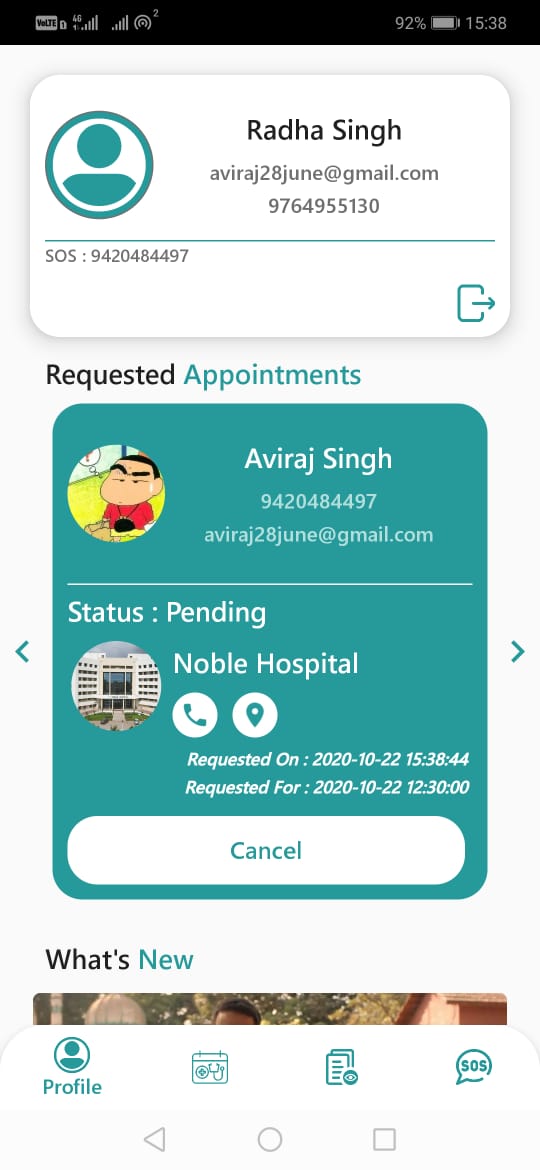 VoLTE 4G 2 92% 15:38
Radha Singh
aviraj28june@gmail.com
9764955130
SOS : 9420484497
Requested Appointments
Aviraj Singh
9420484497
aviraj28june@gmail.com
Status : Pending
Noble Hospital
Requested On : 2020-10-22 15:38:44
Requested For : 2020-10-22 12:30:00
Cancel
What's New
SOS
Profile